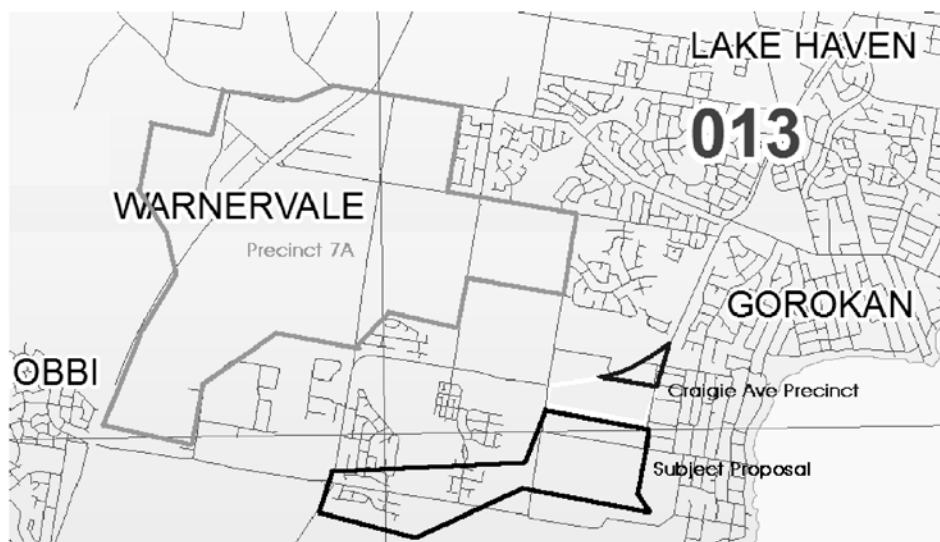 LAKE HAVEN
013
WARNERVALE
Precinct 7A
GOROKAN
OBBI
Craigie Ave Precinct
Subject Proposal